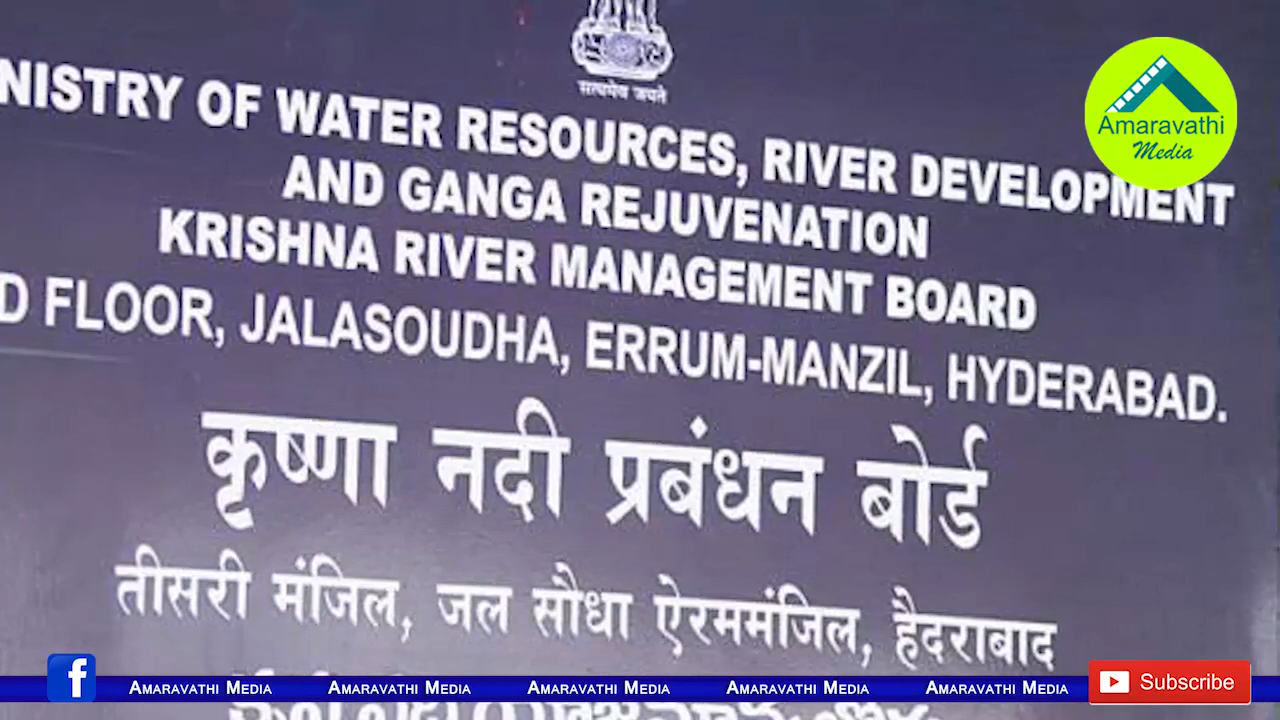 सत्यमेव जयते
NISTRY OF WATER RESOURCES, RIVER DEVELOPMENT
AND GANGA REJUVENATION
KRISHNA RIVER MANAGEMENT BOARD
D FLOOR, JALASOUDHA, ERRUM-MANZIL, HYDERABAD.
कृष्णा नदी प्रबंधन बोर्ड
तीसरी मंजिल, जल सौधा ऐरममंजिल, हैदराबाद
Amaravathi
Media
f Amaravathi Media Amaravathi Media Amaravathi Media Amaravathi Media Amaravathi Media Subscribe